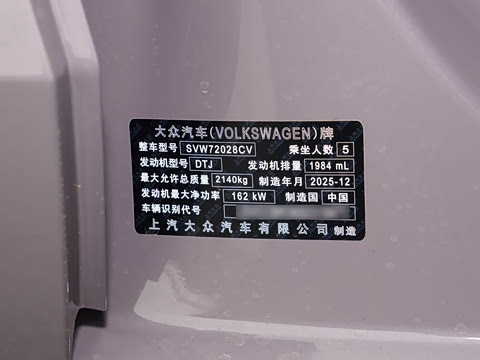 大众汽车(VOLKSWAGEN)牌
整车型号 SVW72028CV 乘坐人数 5
发动机型号 DTJ 发动机排量 1984 mL
最大允许总质量 2140kg 制造年月 2025-12
发动机最大净功率 162 kW 制造国 中国
车辆识别代号
上汽大众汽车有限公司 制造